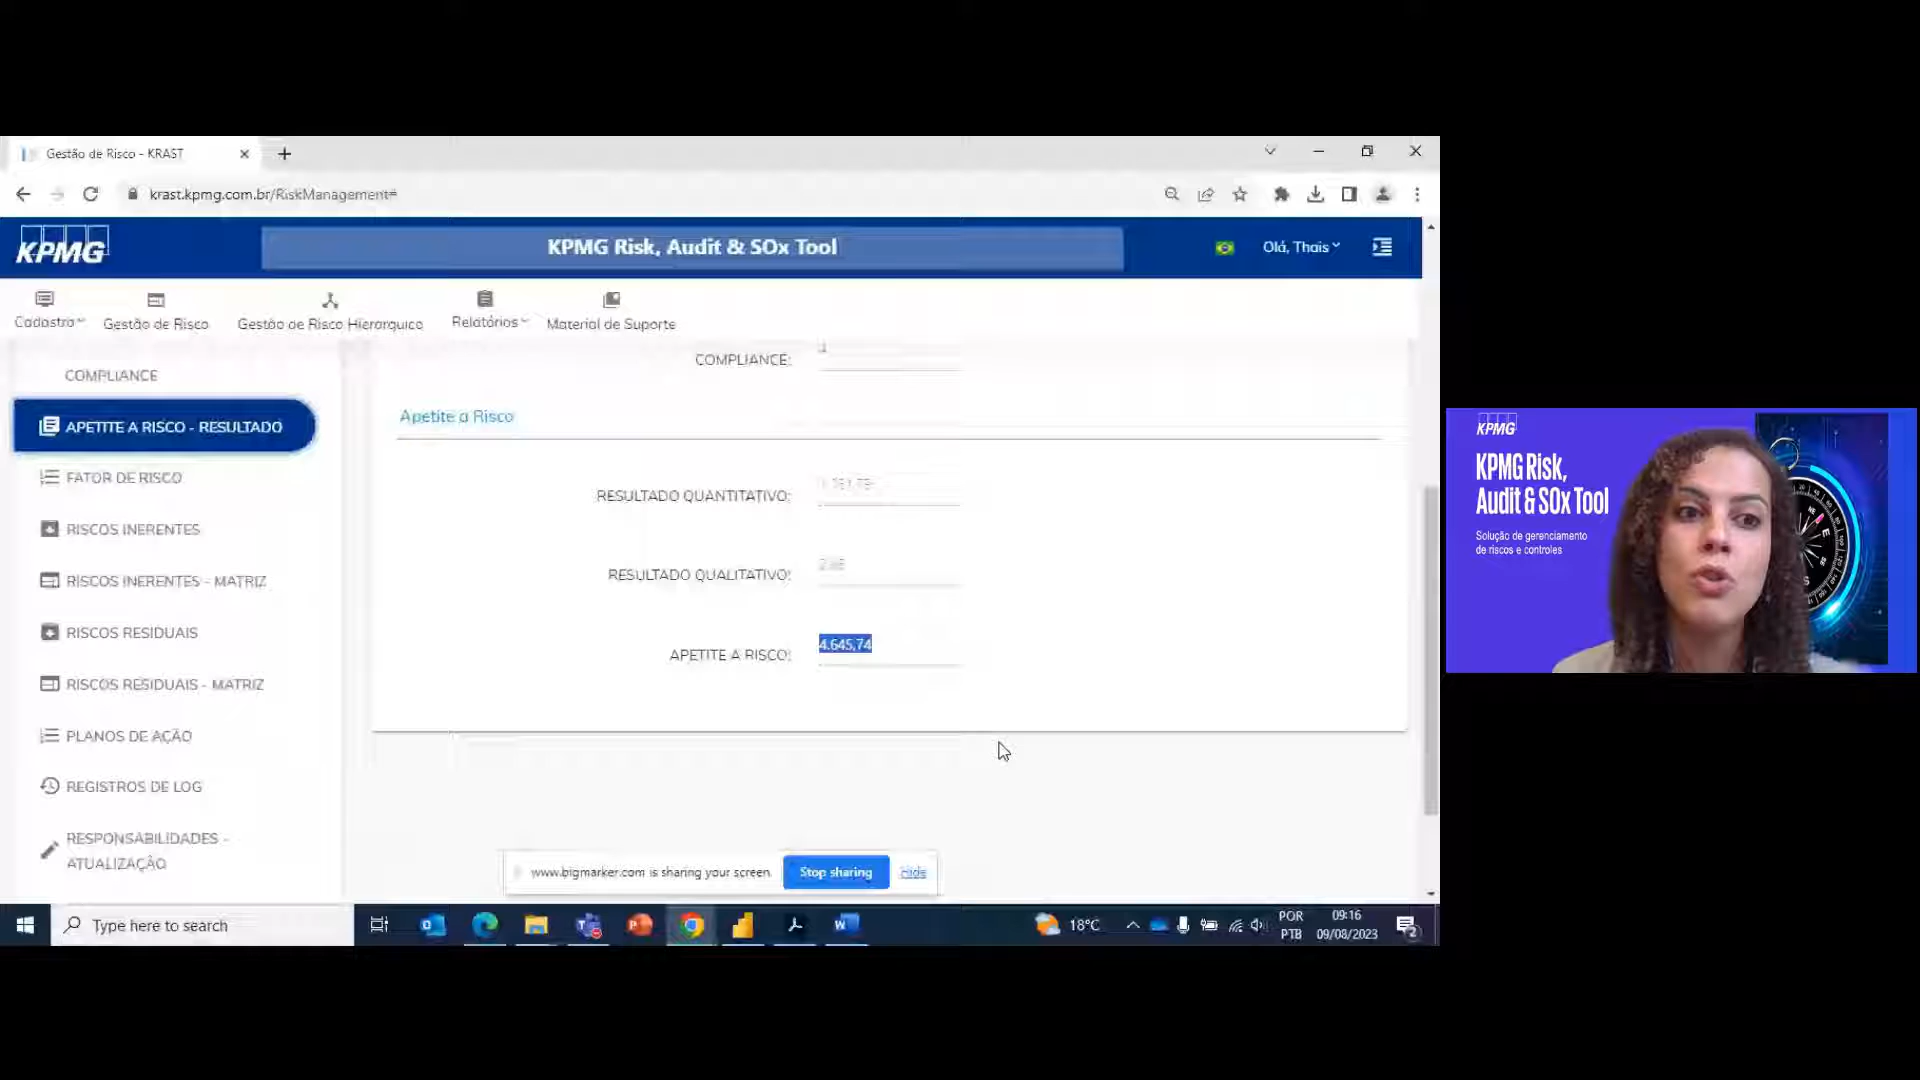 Gestão de Risco - KRAST
krast.kpmg.com.br/RiskManagement#
KPMG
KPMG Risk, Audit & SOx Tool
Olá, Thais
Cadastro
Gestão de Risco
Gestão de Risco Hierárquico
Relatórios
Material de Suporte
COMPLIANCE
APETITE A RISCO - RESULTADO
FATOR DE RISCO
RISCOS INERENTES
RISCOS INERENTES - MATRIZ
RISCOS RESIDUAIS
RISCOS RESIDUAIS - MATRIZ
PLANOS DE AÇÃO
REGISTROS DE LOG
RESPONSABILIDADES -
ATUALIZAÇÃO
COMPLIANCE:
Apetite a Risco
RESULTADO QUANTITATIVO:
RESULTADO QUALITATIVO:
APETITE A RISCO:
4.645,74
www.bigmarker.com is sharing your screen.
Stop sharing
Hide
Type here to search
18°C
POR
PTB
09:16
09/08/2023
2
KPMG
KPMG Risk,
Audit & SOx Tool
Solução de gerenciamento
de riscos e controles